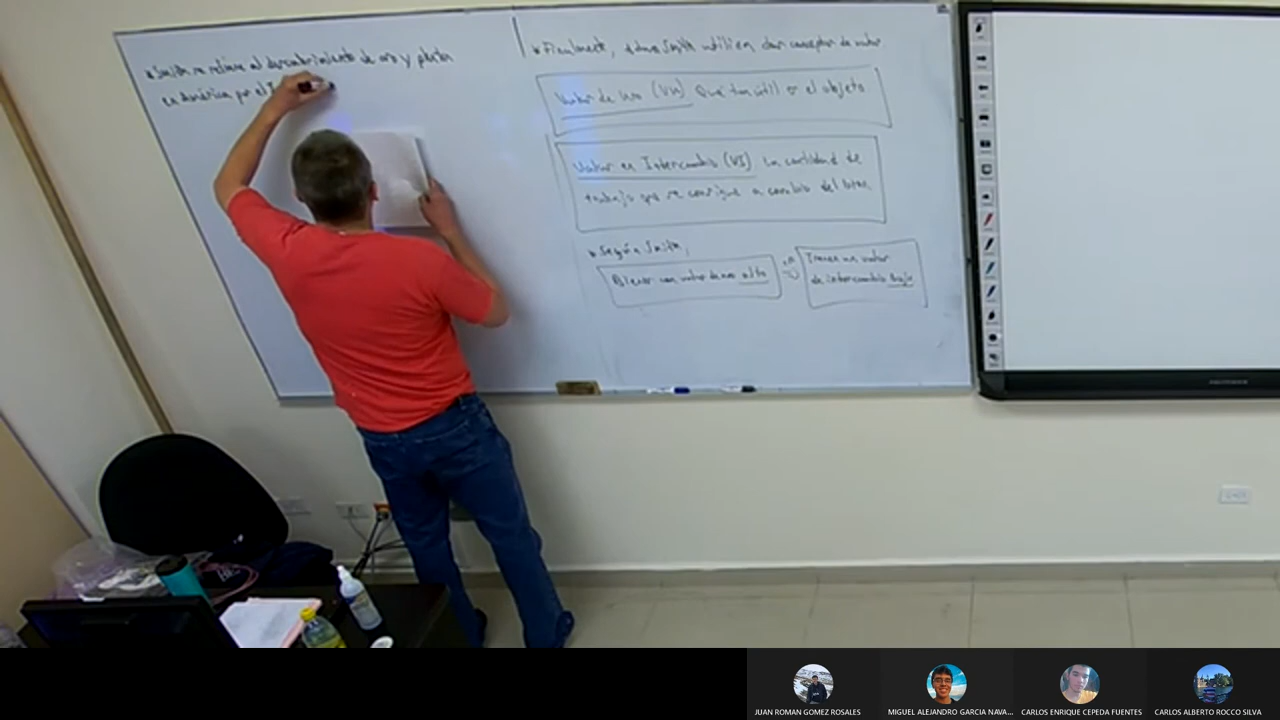 * Smith se refiere al descubrimiento de oro y plata
en América por el I
* Finalmente, Adam Smith utiliza dos conceptos de valor
Valor de Uso (VU) Que tan útil es el objeto
Valor en Intercambio (VI) La cantidad de
trabajo que se consigue a cambio del bien
* Según Smith,
Bienes con valor de uso alto
Tienen un valor
de intercambio bajo
JUAN ROMAN GOMEZ ROSALES
MIGUEL ALEJANDRO GARCIA NAVA...
CARLOS ENRIQUE CEPEDA FUENTES
CARLOS ALBERTO ROCCO SILVA